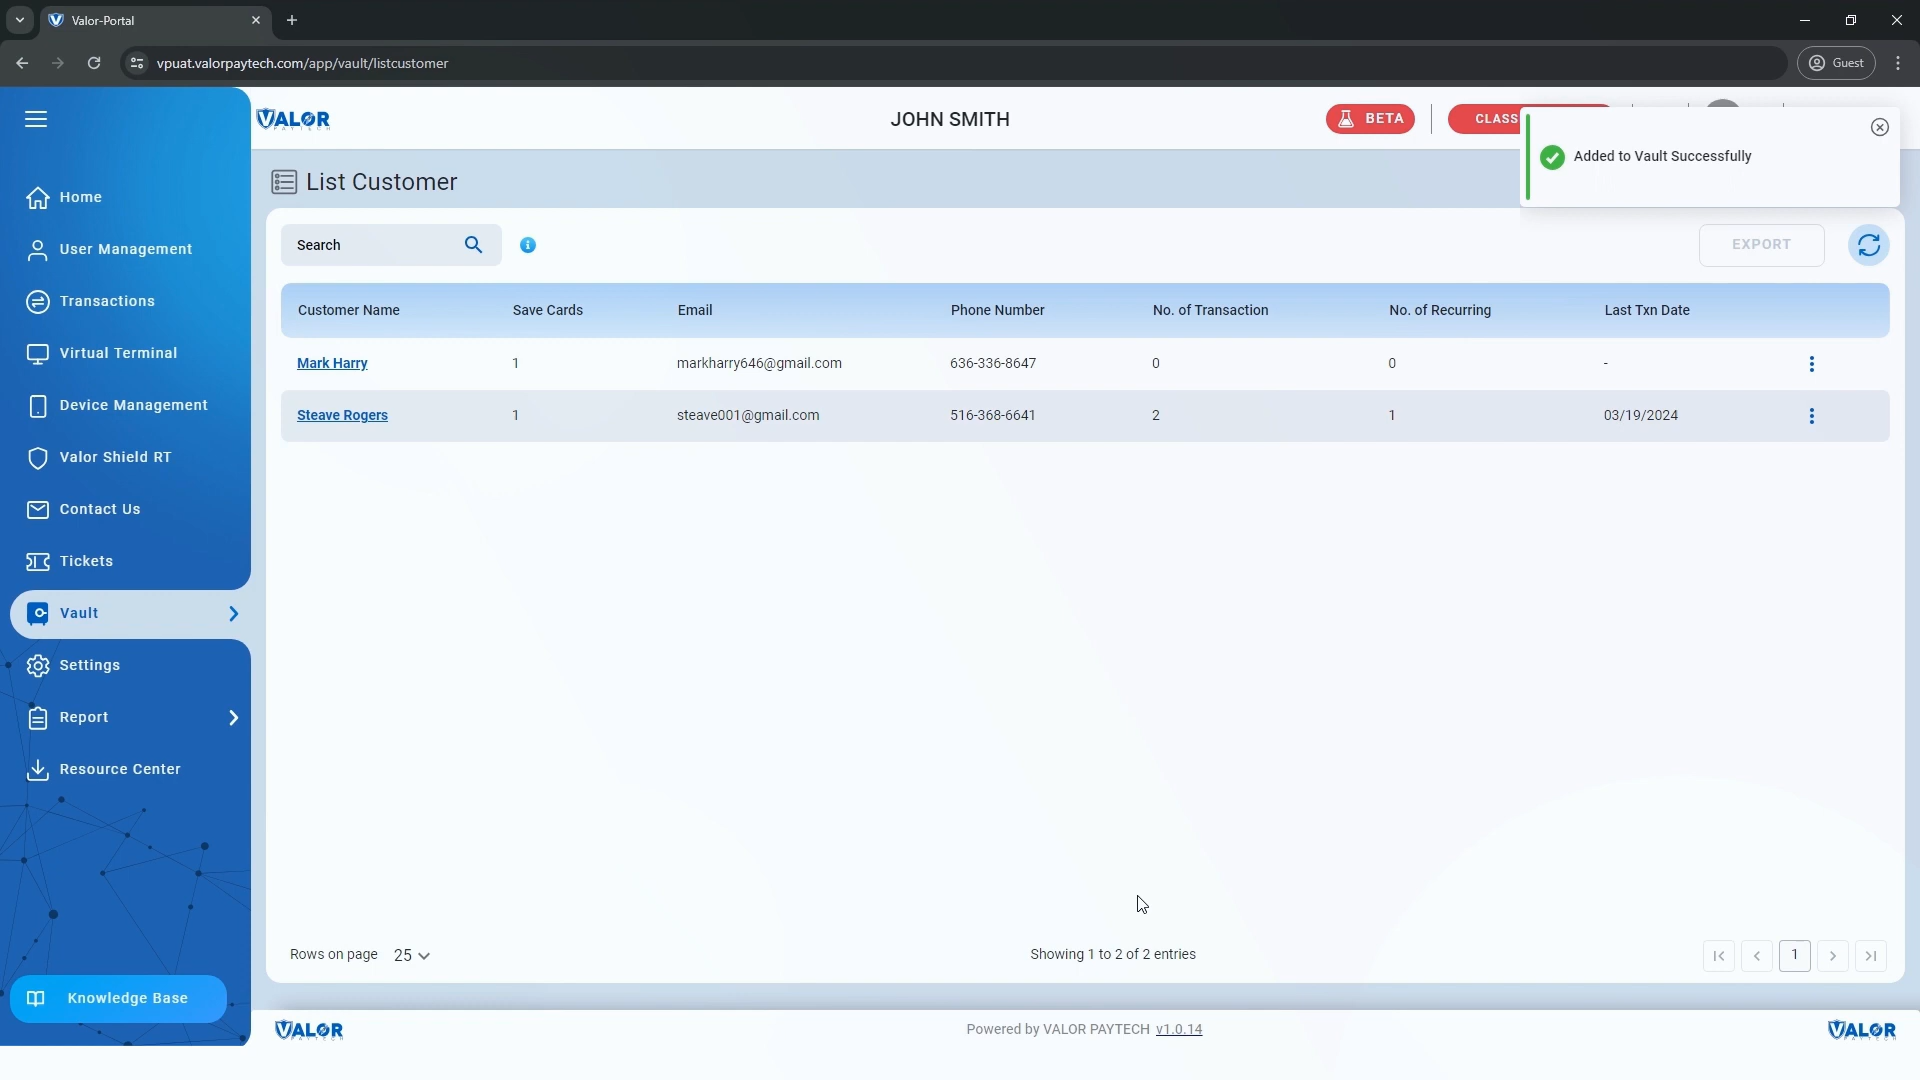 Valor-Portal
vpuat.valorpaytech.com/app/vault/listcustomer
Guest
VALOR
PAYTECH
JOHN SMITH
BETA
CLASS
Added to Vault Successfully
Home
User Management
Transactions
Virtual Terminal
Device Management
Valor Shield RT
Contact Us
Tickets
Vault
Settings
Report
Resource Center
Knowledge Base
List Customer
Search
EXPORT
Customer Name Save Cards Email Phone Number No. of Transaction No. of Recurring Last Txn Date
Mark Harry 1 markharry646@gmail.com 636-336-8647 0 0 -
Steave Rogers 1 steave001@gmail.com 516-368-6641 2 1 03/19/2024
Rows on page 25 Showing 1 to 2 of 2 entries 1
VALOR
PAYTECH
Powered by VALOR PAYTECH v1.0.14
VALOR
PAYTECH